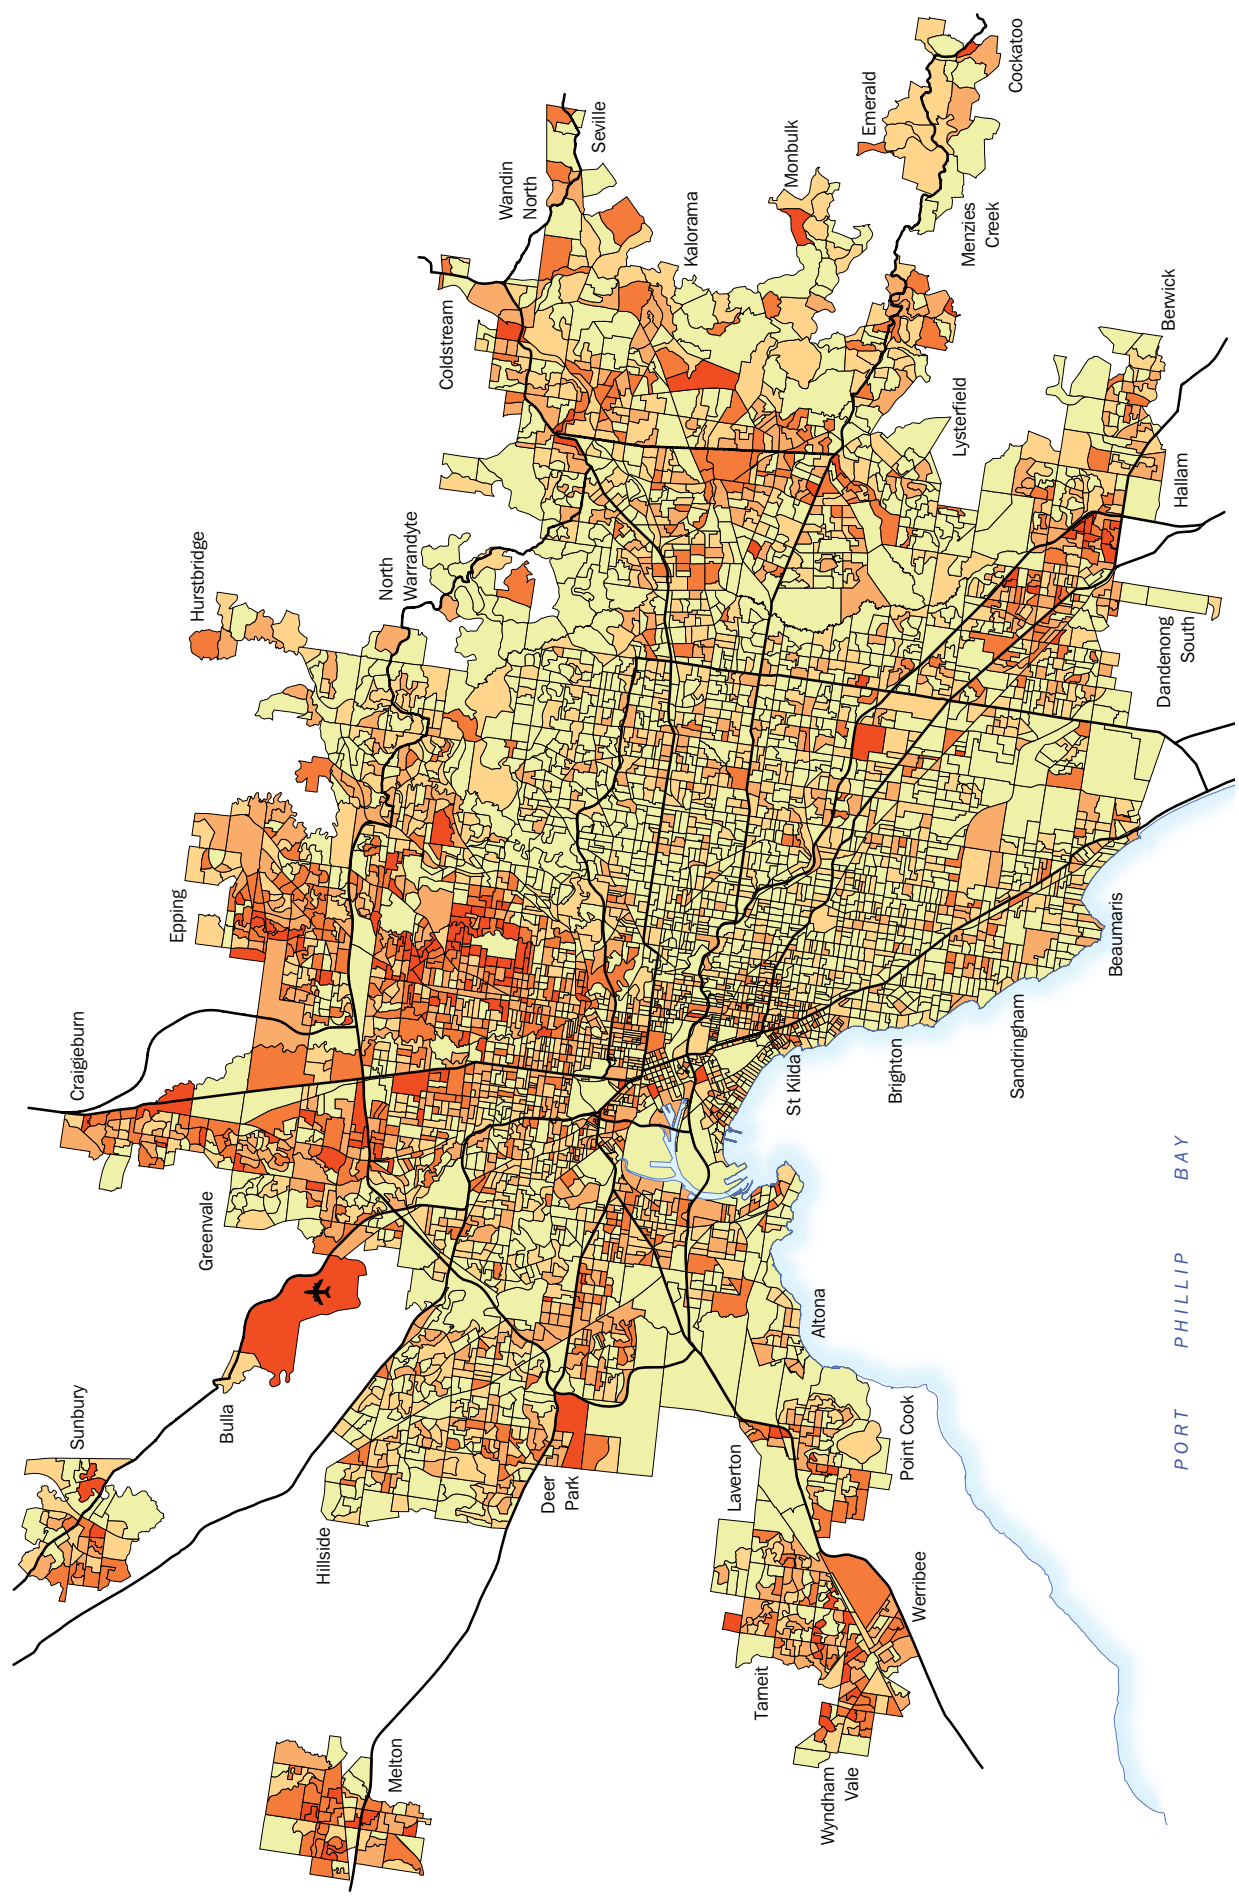 Cockatoo
Emerald
Menzies
Creek
Seville
Monbulk
Wandin
North
Kalorama
Berwick
Coldstream
Lysterfield
Hallam
North
Warrandyte
Hurstbridge
Dandenong
South
Epping
Beaumaris
Craigieburn
Sandringham
Brighton
St Kilda
Greenvale
Altona
Bulla
Sunbury
Point Cook
Laverton
Deer
Park
Hillside
Werribee
Tarneit
Melton
Wyndham
Vale
PORT PHILLIP BAY